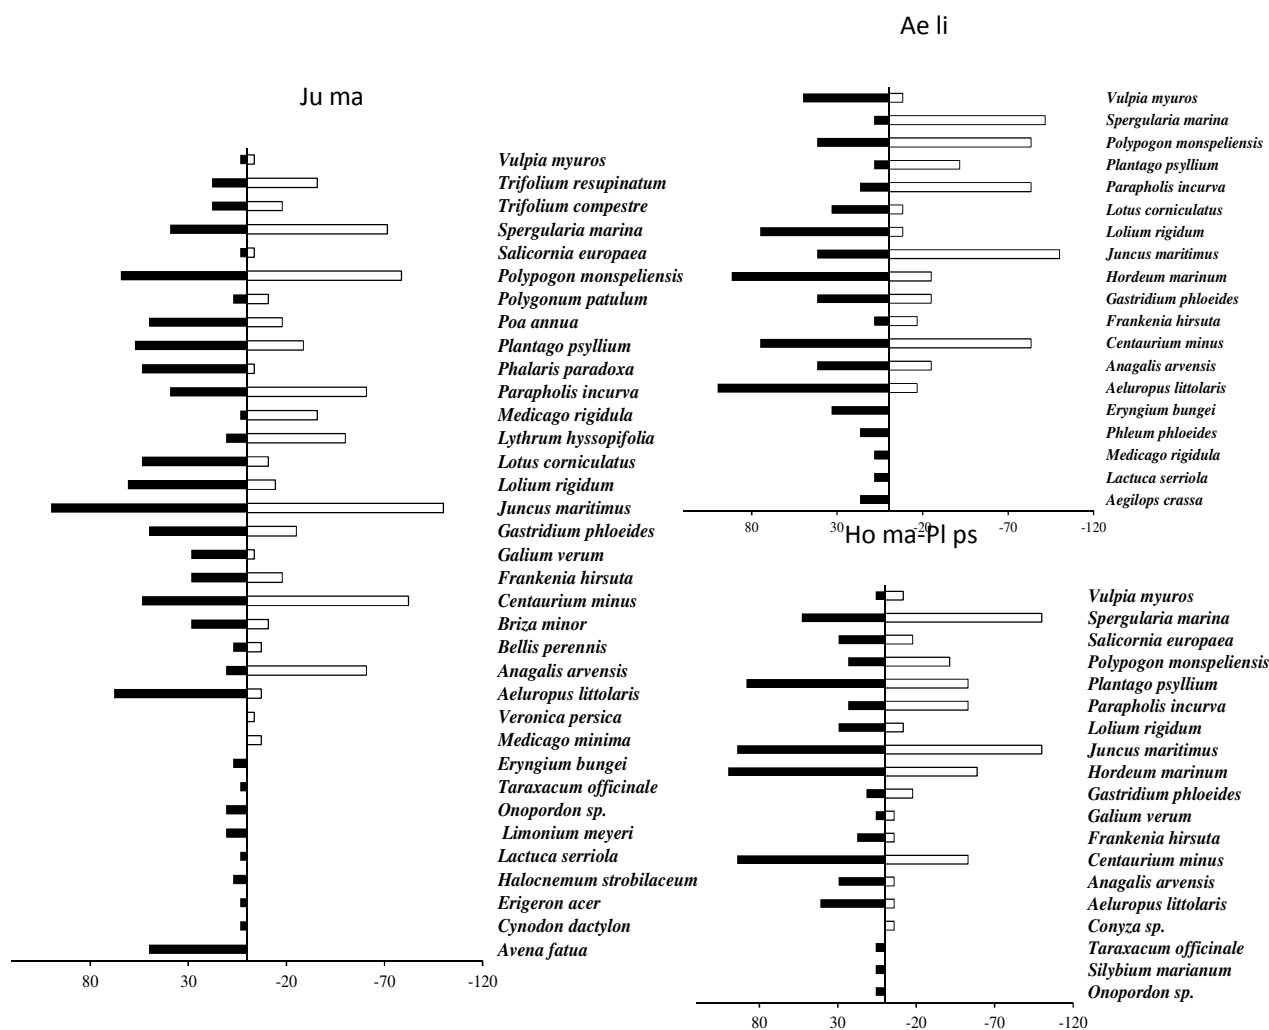 Ju ma
Vulpia myuros
Trifolium resupinatum
Trifolium compestre
Spergularia marina
Salicornia europaea
Polypogon monspeliensis
Polygonum patulum
Poa annua
Plantago psyllium
Phalaris paradoxa
Parapholis incurva
Medicago rigidula
Lythrum hyssopifolia
Lotus corniculatus
Lolium rigidum
Juncus maritimus
Gastridium phloeides
Galium verum
Frankenia hirsuta
Centaurium minus
Briza minor
Bellis perennis
Anagalis arvensis
Aeluropus littolaris
Veronica persica
Medicago minima
Eryngium bungei
Taraxacum officinale
Onopordon sp.
Limonium meyeri
Lactuca serriola
Halocnemum strobilaceum
Erigeron acer
Cynodon dactylon
Avena fatua
80 30 -20 -70 -120
Ae li
Vulpia myuros
Spergularia marina
Polypogon monspeliensis
Plantago psyllium
Parapholis incurva
Lotus corniculatus
Lolium rigidum
Juncus maritimus
Hordeum marinum
Gastridium phloeides
Frankenia hirsuta
Centaurium minus
Anagalis arvensis
Aeluropus littolaris
Eryngium bungei
Phleum phloeides
Medicago rigidula
Lactuca serriola
Aegilops crassa
80 30 -20 -70 -120
Ho ma-Pl ps
Vulpia myuros
Spergularia marina
Salicornia europaea
Polypogon monspeliensis
Plantago psyllium
Parapholis incurva
Lolium rigidum
Juncus maritimus
Hordeum marinum
Gastridium phloeides
Galium verum
Frankenia hirsuta
Centaurium minus
Anagalis arvensis
Aeluropus littolaris
Conyza sp.
Taraxacum officinale
Silybium marianum
Onopordon sp.
80 30 -20 -70 -120